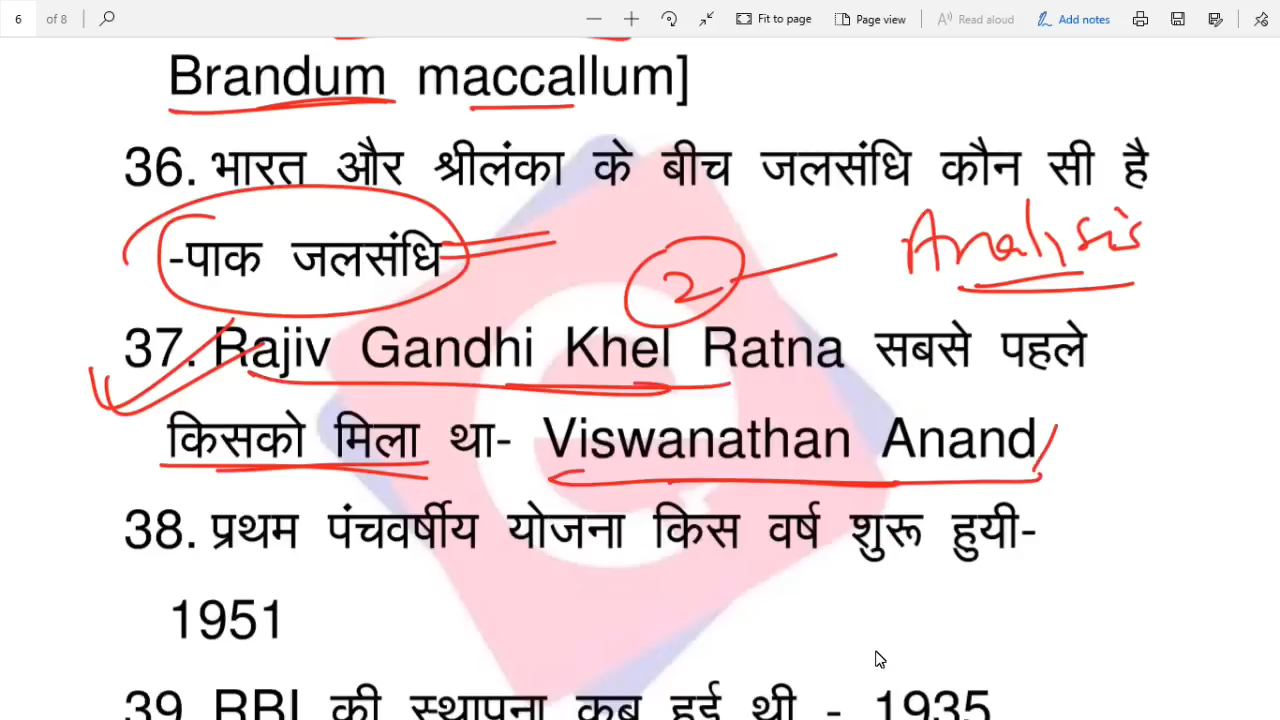 6 of 8 Fit to page Page view Read aloud Add notes
Brandum maccallum]
36. भारत और श्रीलंका के बीच जलसंधि कौन सी है
-पाक जलसंधि
2 Analysis
37. Rajiv Gandhi Khel Ratna सबसे पहले
किसको मिला था- Viswanathan Anand
38. प्रथम पंचवर्षीय योजना किस वर्ष शुरू हुयी-
1951
39. RBI की स्थापना कब हुई थी - 1935